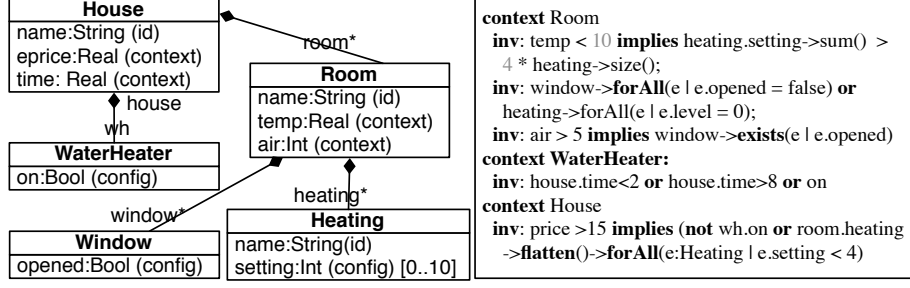 House
name:String (id)
eprice:Real (context)
time: Real (context)
house
wh
WaterHeater
on:Bool (config)
room*
Room
name:String (id)
temp:Real (context)
air:Int (context)
window*
heating*
Window
opened:Bool (config)
Heating
name:String(id)
setting:Int (config) [0..10]
context Room
inv: temp < 10 implies heating.setting->sum() >
4 * heating->size();
inv: window->forAll(e | e.opened = false) or
heating->forAll(e | e.level = 0);
inv: air > 5 implies window->exists(e | e.opened)
context WaterHeater:
inv: house.time<2 or house.time>8 or on
context House
inv: price >15 implies (not wh.on or room.heating
->flatten()->forAll(e:Heating | e.setting < 4)